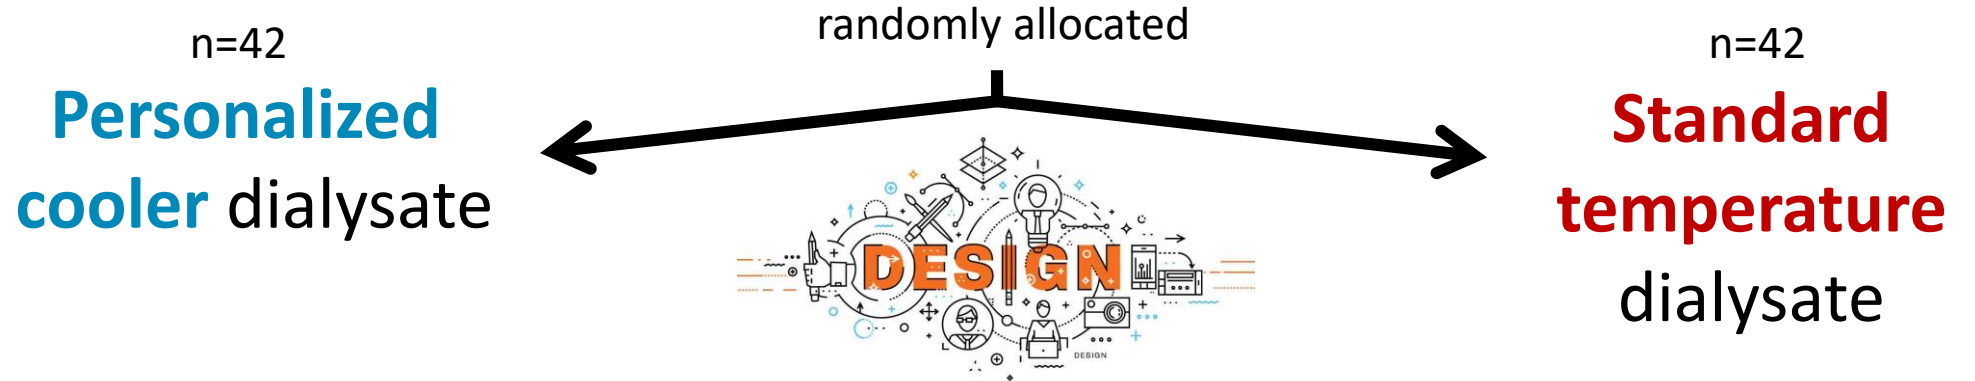 randomly allocated
n=42
Personalized
cooler dialysate
n=42
Standard
temperature
dialysate
DESIGN
DESIGN